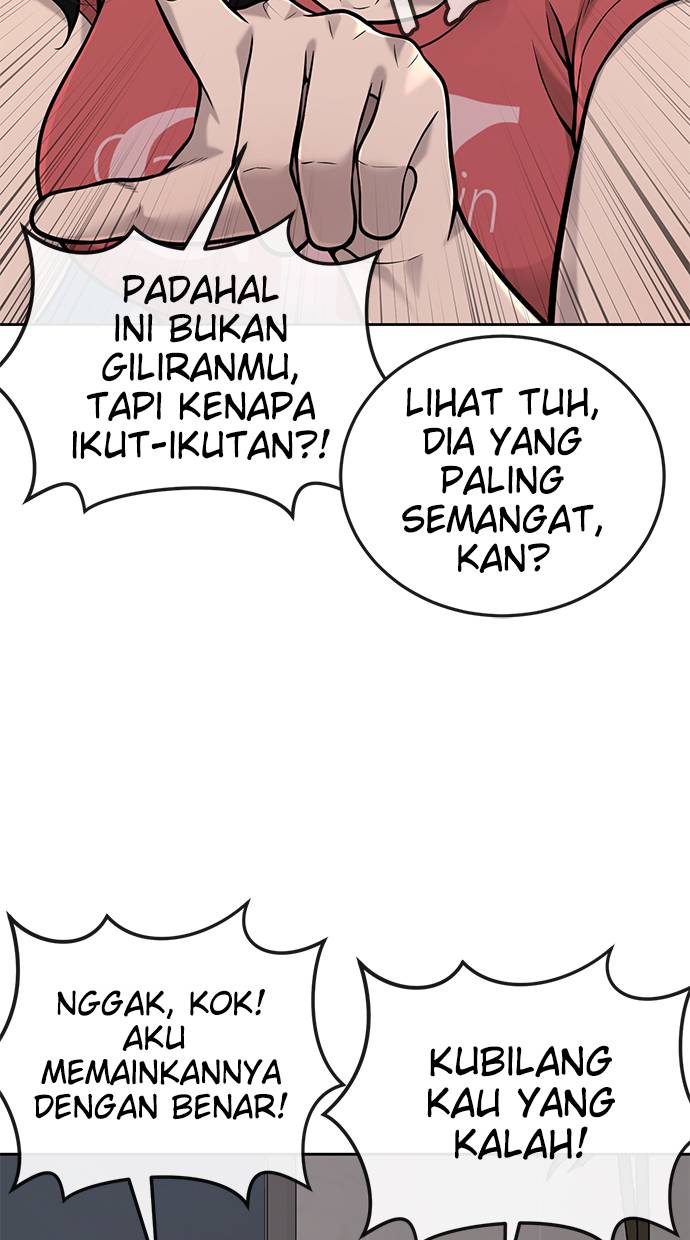 PADAHAL
INI BUKAN
GILIRANMU,
TAPI KENAPA
IKUT-IKUTAN?!
LIHAT TUH,
DIA YANG
PALING
SEMANGAT,
KAN?
NGGAK, KOK!
AKU
MEMAINKANNYA
DENGAN BENAR!
KUBILANG
KAU YANG
KALAH!